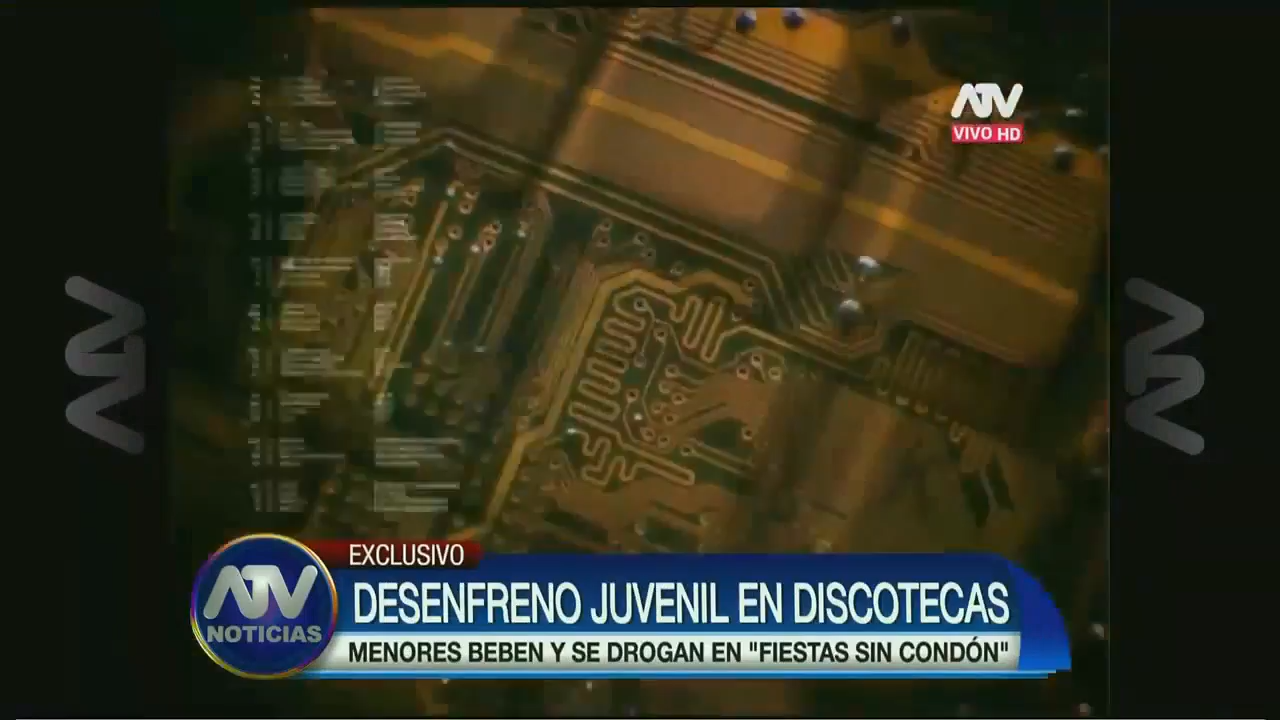 ATV
VIVO HD
EXCLUSIVO
DESENFRENO JUVENIL EN DISCOTECAS
ATV
NOTICIAS
MENORES BEBEN Y SE DROGAN EN "FIESTAS SIN CONDÓN"